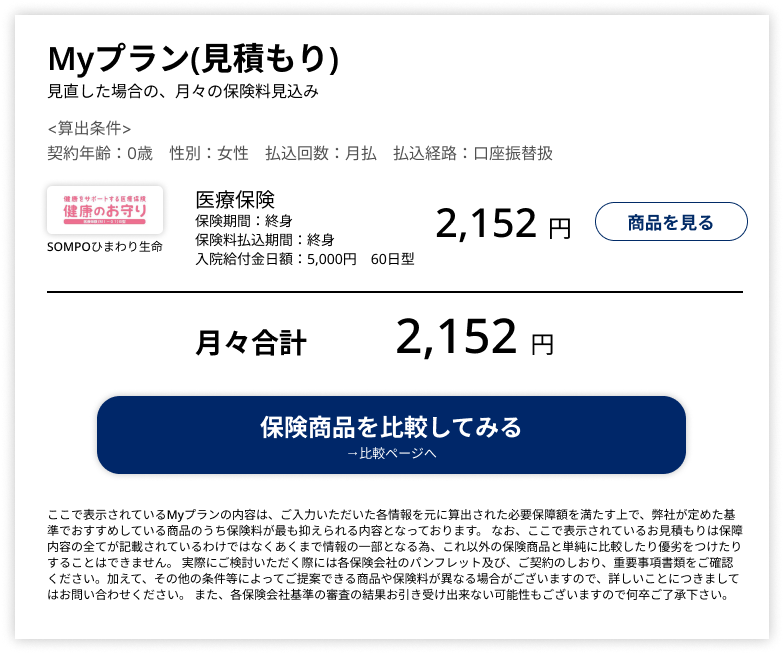 Myプラン(見積もり)
見直した場合の、月々の保険料見込み
<算出条件>
契約年齢：0歳　性別：女性　払込回数：月払　払込経路：口座振替扱
健康をサポートする医療保険
健康のお守り
SOMPOひまわり生命
医療保険
保険期間：終身
保険料払込期間：終身
入院給付金日額：5,000円　60日型
2,152 円
商品を見る
月々合計　2,152 円
保険商品を比較してみる
→比較ページへ
ここで表示されているMyプランの内容は、ご入力いただいた各情報を元に算出された必要保障額を満たす上で、弊社が定めた基
準でおすすめしている商品のうち保険料が最も抑えられる内容となっております。 なお、ここで表示されているお見積もりは保障
内容の全てが記載されているわけではなくあくまで情報の一部となる為、これ以外の保険商品と単純に比較したり優劣をつけたり
することはできません。 実際にご検討いただく際には各保険会社のパンフレット及び、ご契約のしおり、重要事項書類をご確認
ください。加えて、その他の条件等によってご提案できる商品や保険料が異なる場合がございますので、詳しいことにつきまして
はお問い合わせください。 また、各保険会社基準の審査の結果お引き受け出来ない可能性もございますので何卒ご了承下さい。